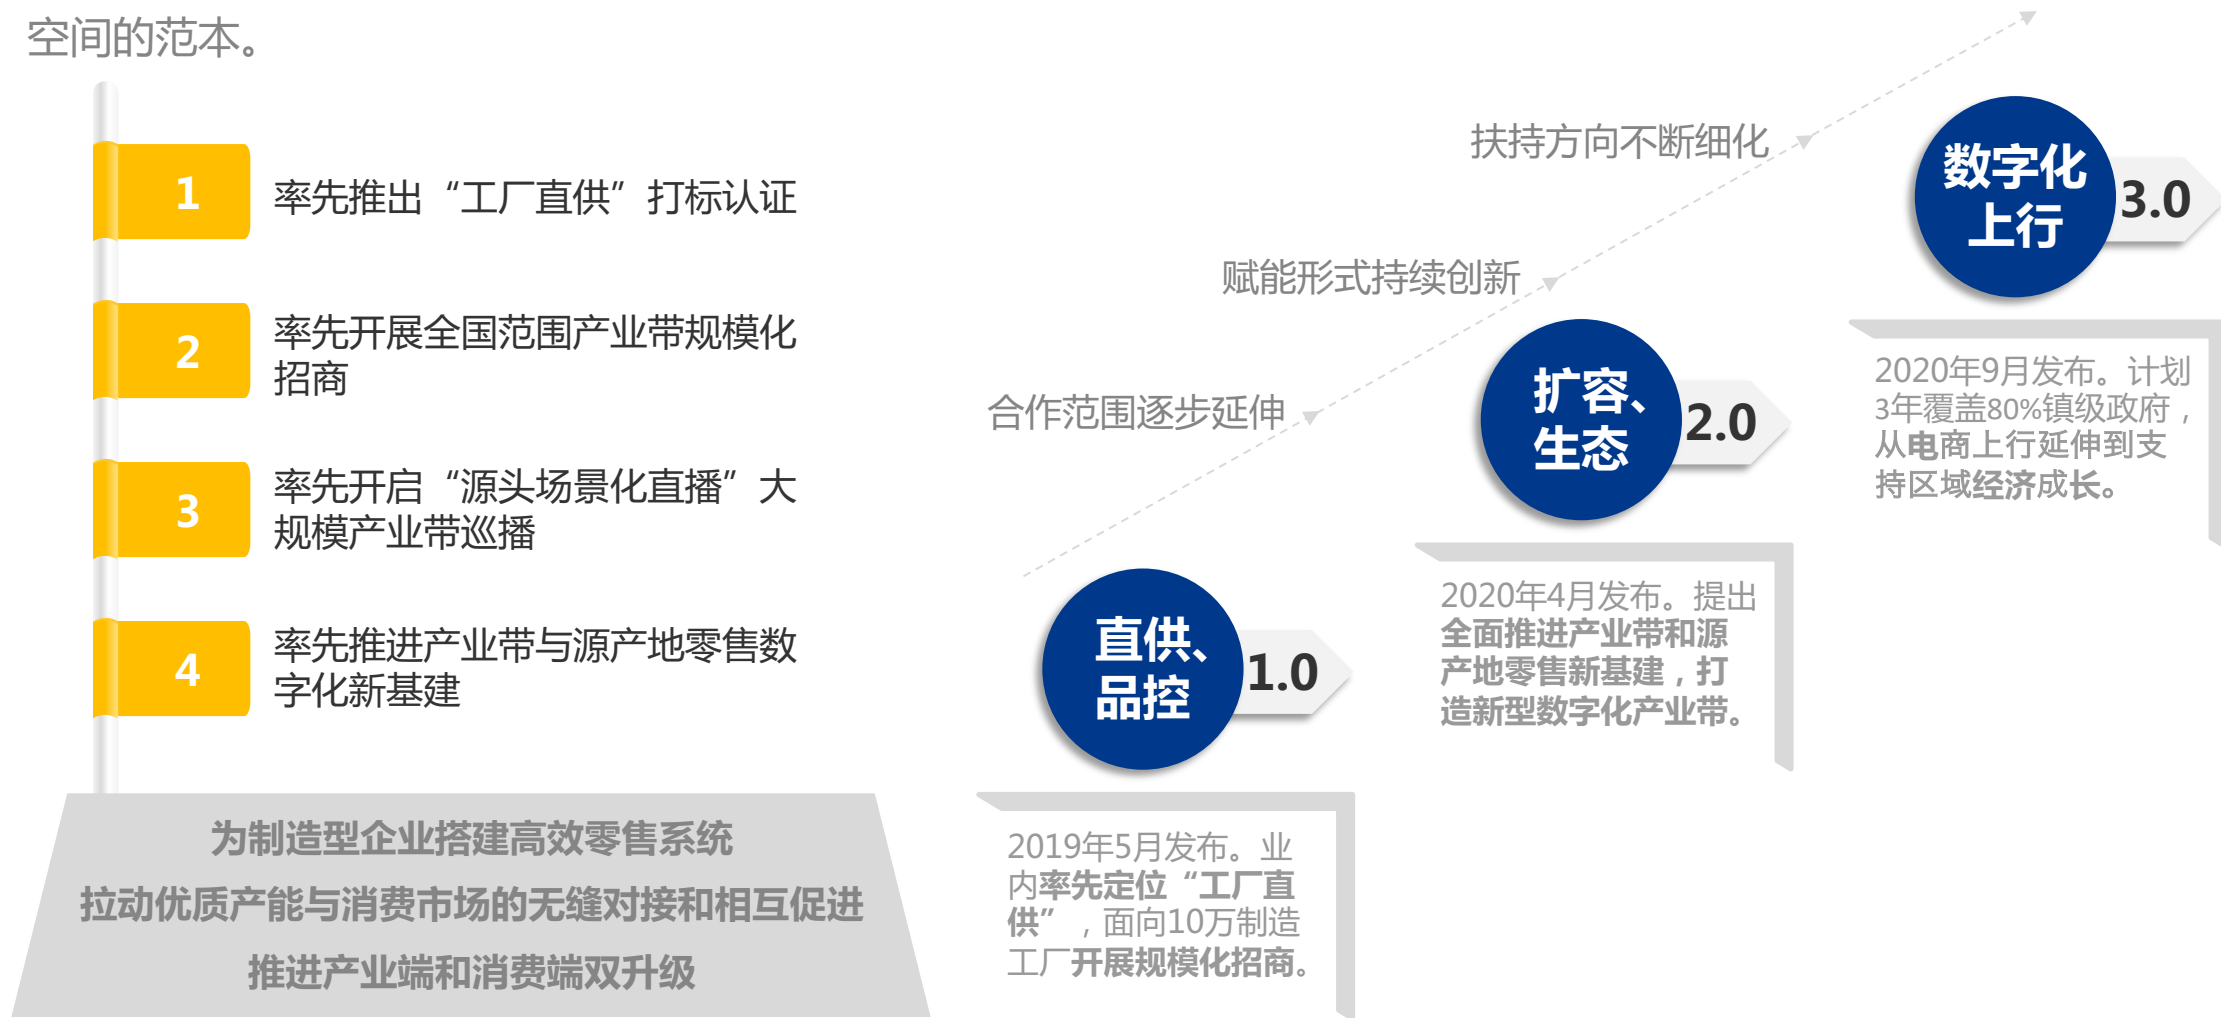 空间的范本。
1
率先推出“工厂直供”打标认证
2
率先开展全国范围产业带规模化
招商
3
率先开启“源头场景化直播”大
规模产业带巡播
4
率先推进产业带与源产地零售数
字化新基建
为制造型企业搭建高效零售系统
拉动优质产能与消费市场的无缝对接和相互促进
推进产业端和消费端双升级
合作范围逐步延伸
赋能形式持续创新
扶持方向不断细化
直供、
品控
1.0
2019年5月发布。业
内率先定位“工厂直
供”，面向10万制造
工厂开展规模化招商。
扩容、
生态
2.0
2020年4月发布。提出
全面推进产业带和源
产地零售新基建，打
造新型数字化产业带。
数字化
上行
3.0
2020年9月发布。计划
3年覆盖80%镇级政府，
从电商上行延伸到支
持区域经济成长。